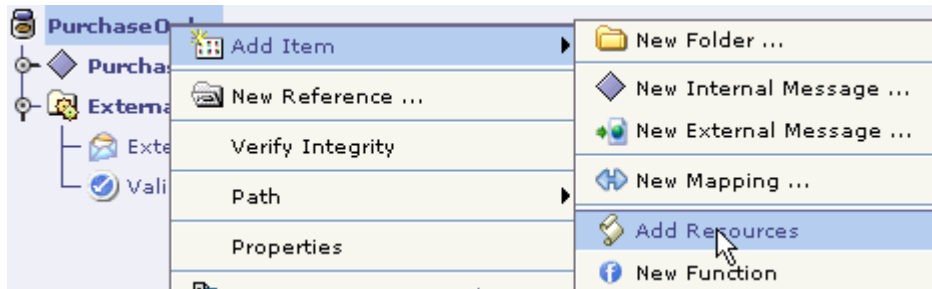 PurchaseO
Purcha
Externa
Exte
Vali
Add Item
New Reference ...
Verify Integrity
Path
Properties
New Folder ...
New Internal Message ...
New External Message ...
New Mapping ...
Add Resources
New Function